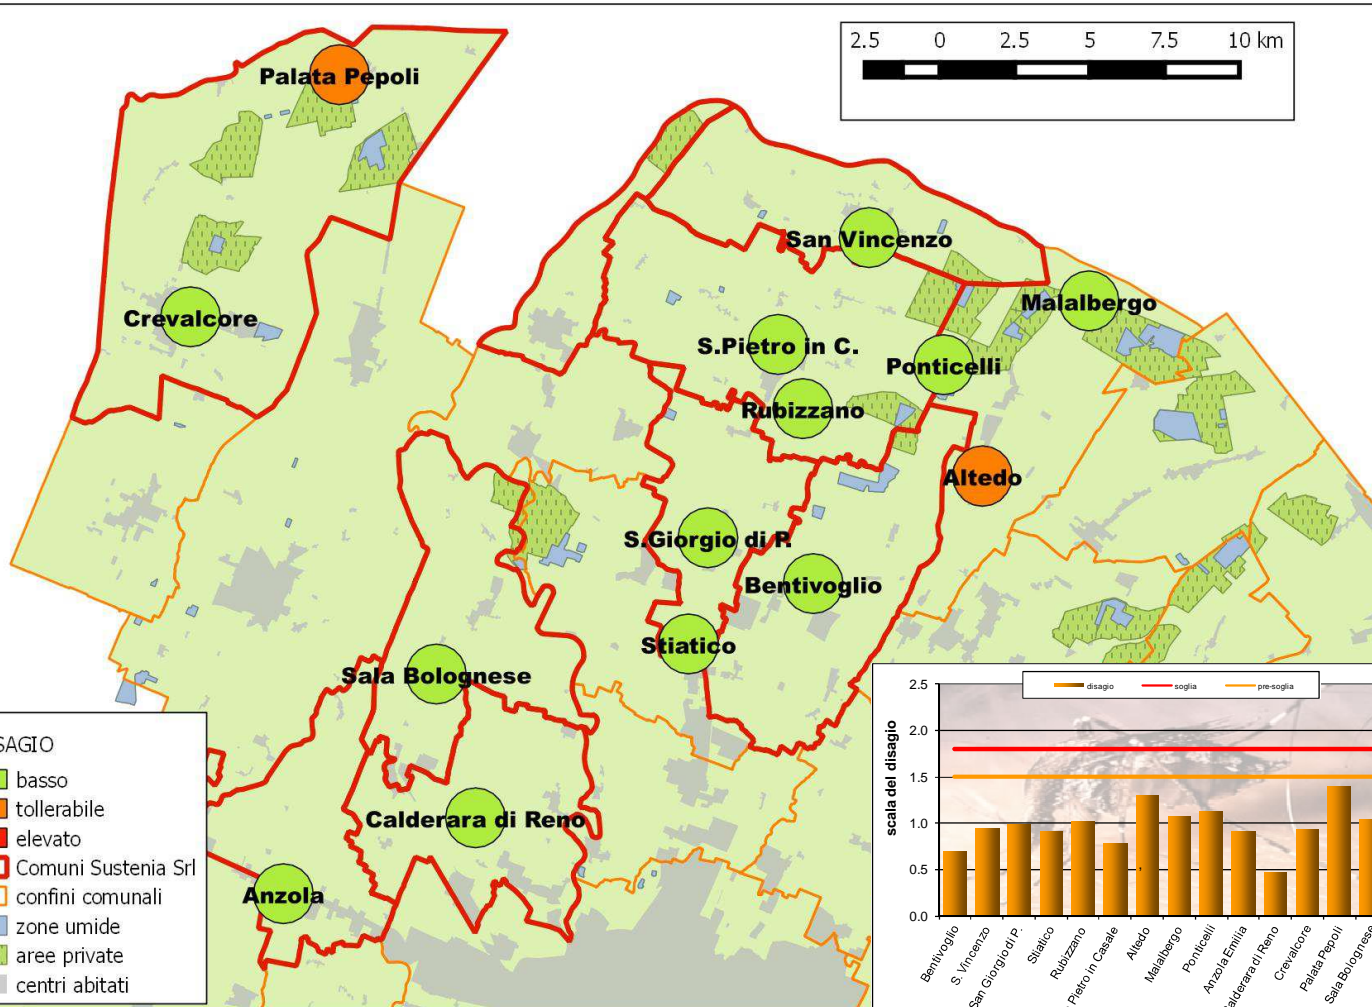 2.5 0 2.5 5 7.5 10 km
Palata Pepoli
San Vincenzo
Malalbergo
Crevalcore
S.Pietro in C.
Ponticelli
Rubizzano
Altedo
S.Giorgio di P.
Bentivoglio
Stiatico
Sala Bolognese
Calderara di Reno
Anzola
SAGIO
basso
tollerabile
elevato
Comuni Sustenia Srl
confini comunali
zone umide
aree private
centri abitati
disagio soglia pre-soglia
scala del disagio
2.5
2.0
1.5
1.0
0.5
0.0
Bentivoglio
S. Vincenzo
San Giorgio di P.
Stiatico
Rubizzano
Pietro in Casale
Altedo
Malalbergo
Ponticelli
Anzola Emilia
alderara di Reno
Crevalcore
Palata Pepoli
Sala Bolognese